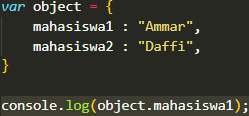 var object = {
    mahasiswa1 : "Ammar",
    mahasiswa2 : "Daffi",
}
console.log(object.mahasiswa1);